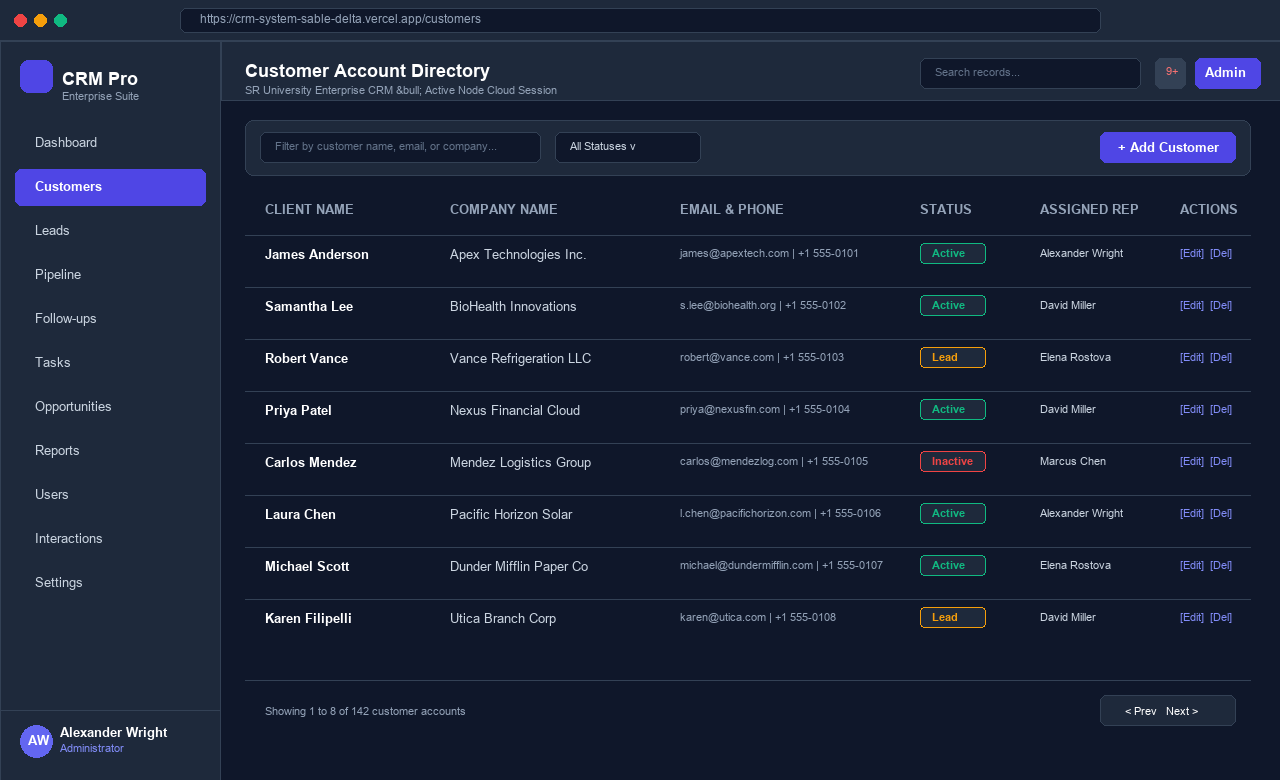 https://crm-system-sable-delta.vercel.app/customers
CRM Pro
Enterprise Suite
Customer Account Directory
SR University Enterprise CRM &bull; Active Node Cloud Session
Search records...
9+
Admin
Dashboard
Customers
Leads
Pipeline
Follow-ups
Tasks
Opportunities
Reports
Users
Interactions
Settings
AW
Alexander Wright
Administrator
Filter by customer name, email, or company...
All Statuses v
+ Add Customer
CLIENT NAME COMPANY NAME EMAIL & PHONE STATUS ASSIGNED REP ACTIONS
James Anderson Apex Technologies Inc. james@apextech.com | +1 555-0101 Active Alexander Wright [Edit] [Del]
Samantha Lee BioHealth Innovations s.lee@biohealth.org | +1 555-0102 Active David Miller [Edit] [Del]
Robert Vance Vance Refrigeration LLC robert@vance.com | +1 555-0103 Lead Elena Rostova [Edit] [Del]
Priya Patel Nexus Financial Cloud priya@nexusfin.com | +1 555-0104 Active David Miller [Edit] [Del]
Carlos Mendez Mendez Logistics Group carlos@mendezlog.com | +1 555-0105 Inactive Marcus Chen [Edit] [Del]
Laura Chen Pacific Horizon Solar l.chen@pacifichorizon.com | +1 555-0106 Active Alexander Wright [Edit] [Del]
Michael Scott Dunder Mifflin Paper Co michael@dundermifflin.com | +1 555-0107 Active Elena Rostova [Edit] [Del]
Karen Filipelli Utica Branch Corp karen@utica.com | +1 555-0108 Lead David Miller [Edit] [Del]
Showing 1 to 8 of 142 customer accounts
< Prev Next >